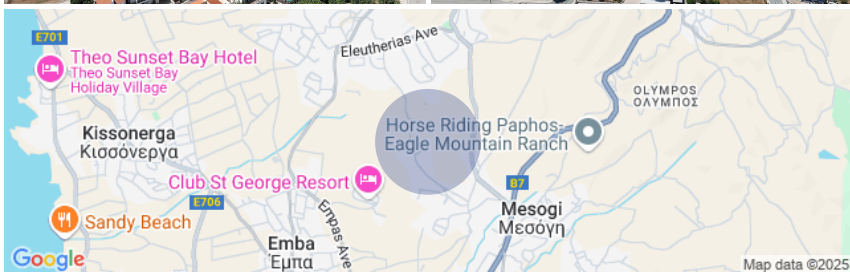 E701
Theo Sunset Bay Hotel
Theo Sunset Bay
Holiday Village
Eleutherias Ave
OLYMPOS
ΟΛΥΜΠΟΣ
Kissonerga
Κισσόνεργα
Horse Riding Paphos-
Eagle Mountain Ranch
Club St George Resort
B7
E706
Sandy Beach
Empas Ave
Mesogi
Μεσόγη
Emba
Έμπα
Google
Map data ©2025